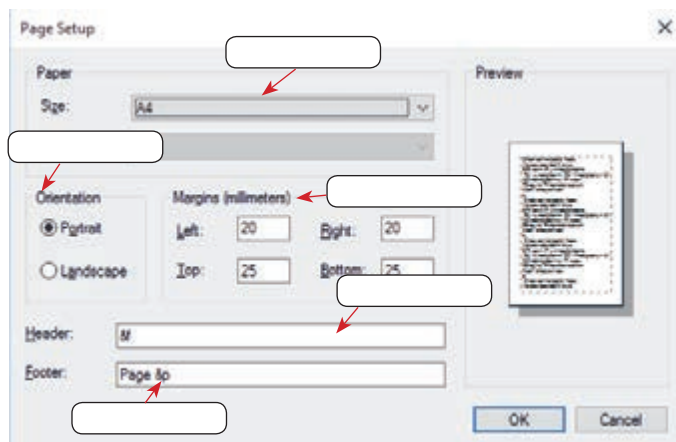 Page Setup
Paper
Size: A4
Orientation
Portrait
Landscape
Margins (millimeters)
Left: 20 Right: 20
Top: 25 Bottom: 25
Header: &f
Footer: Page &p
Preview
OK Cancel